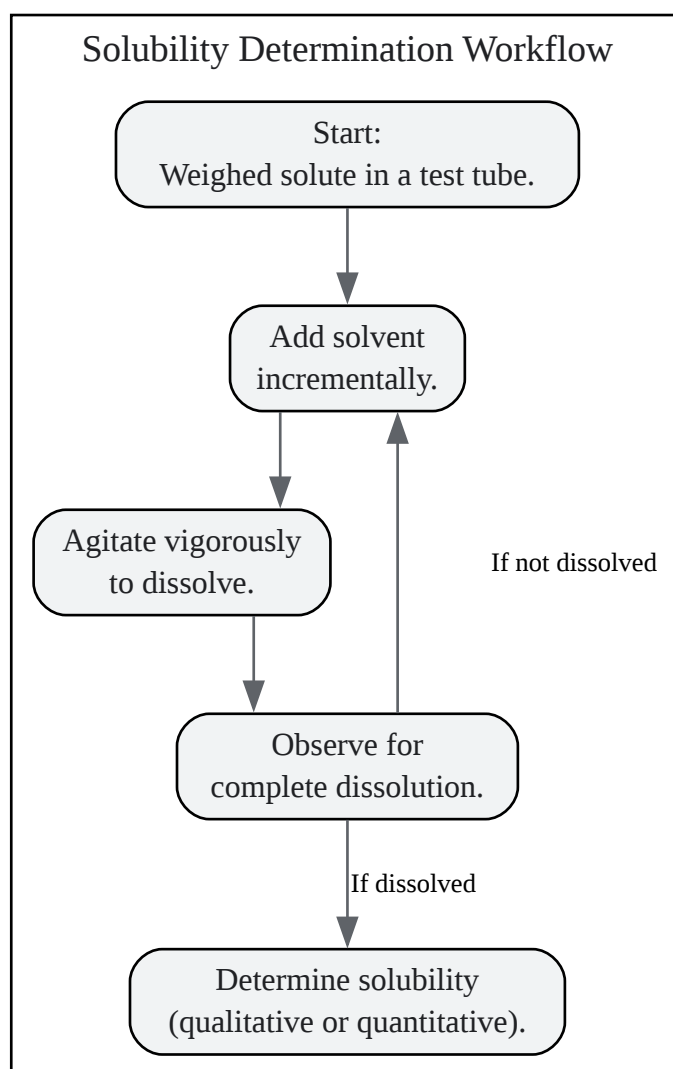 Solubility Determination Workflow
Start:
Weighed solute in a test tube.
Add solvent
incrementally.
Agitate vigorously
to dissolve.
If not dissolved
Observe for
complete dissolution.
If dissolved
Determine solubility
(qualitative or quantitative).